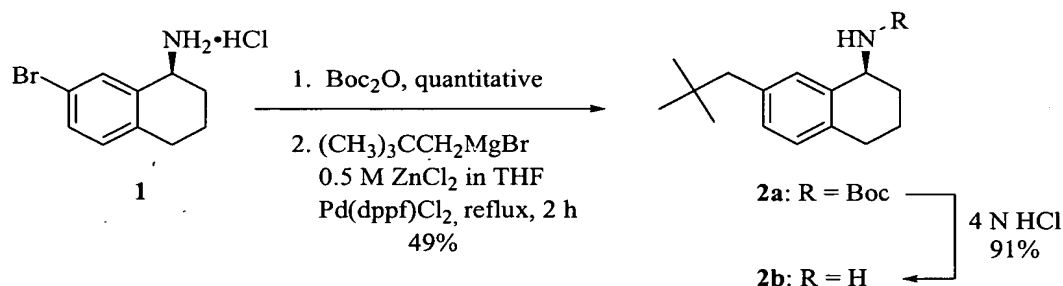 NH₂•HCl
Br
1
1. Boc₂O, quantitative
2. (CH₃)₃CCH₂MgBr
0.5 M ZnCl₂ in THF
Pd(dppf)Cl₂, reflux, 2 h
49%
R
HN
2a: R = Boc
4 N HCl
91%
2b: R = H